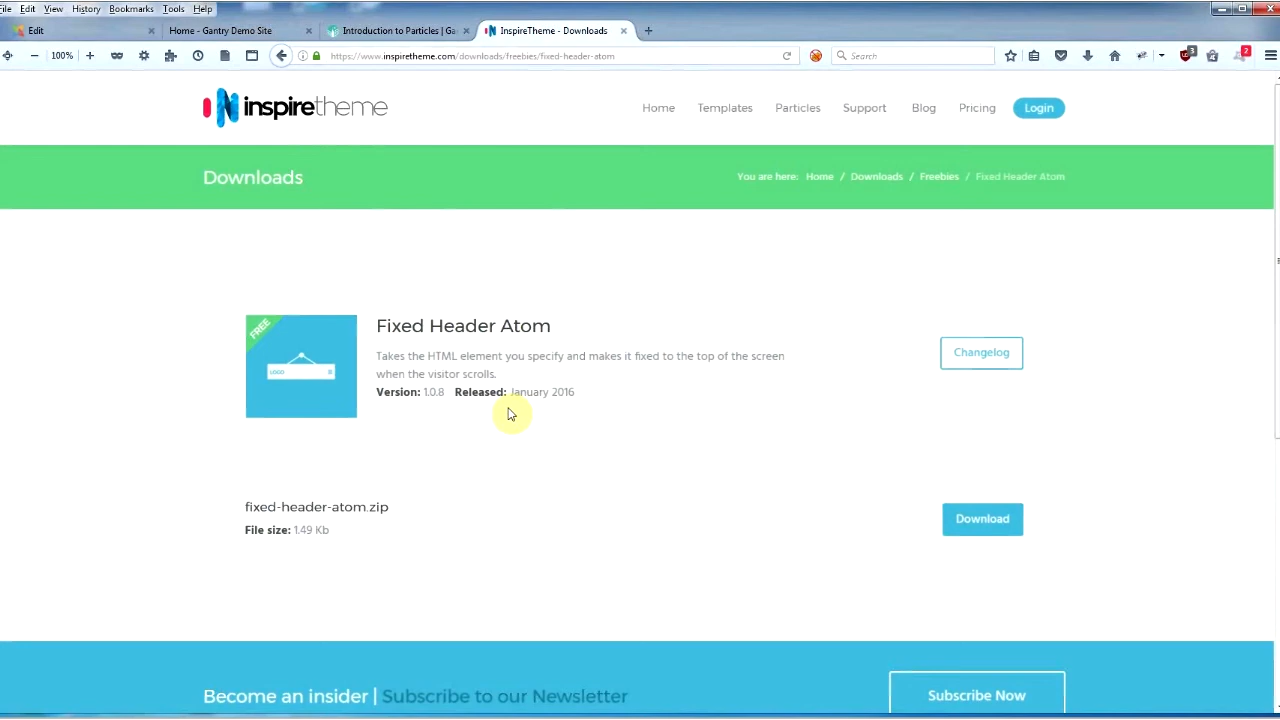 File Edit View History Bookmarks Tools Help
Edit
Home - Gantry Demo Site
Introduction to Particles | Ga
InspireTheme - Downloads
100%
https://www.inspiretheme.com/downloads/freebies/fixed-header-atom
Search
3
2
inspiretheme
Home Templates Particles Support Blog Pricing Login
Downloads
You are here: Home / Downloads / Freebies / Fixed Header Atom
FREE
LOGO
Fixed Header Atom
Takes the HTML element you specify and makes it fixed to the top of the screen
when the visitor scrolls.
Version: 1.0.8 Released: January 2016
Changelog
fixed-header-atom.zip
File size: 1.49 Kb
Download
Become an insider | Subscribe to our Newsletter
Subscribe Now